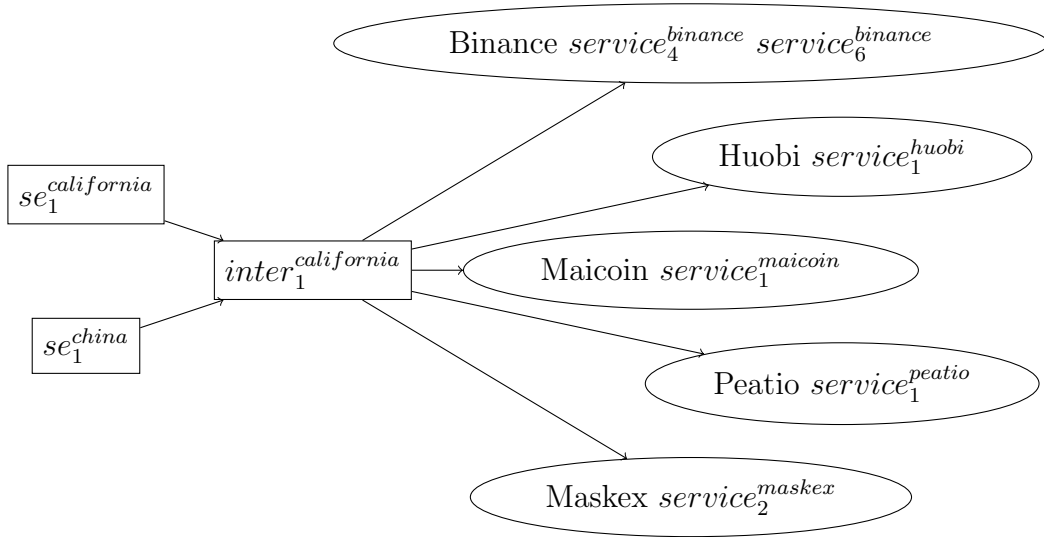 Binance $service_4^{binance}$ $service_6^{binance}$
Huobi $service_1^{huobi}$
$se_1^{california}$
$inter_1^{california}$
Maicoin $service_1^{maicoin}$
$se_1^{china}$
Peatio $service_1^{peatio}$
Maskex $service_2^{maskex}$